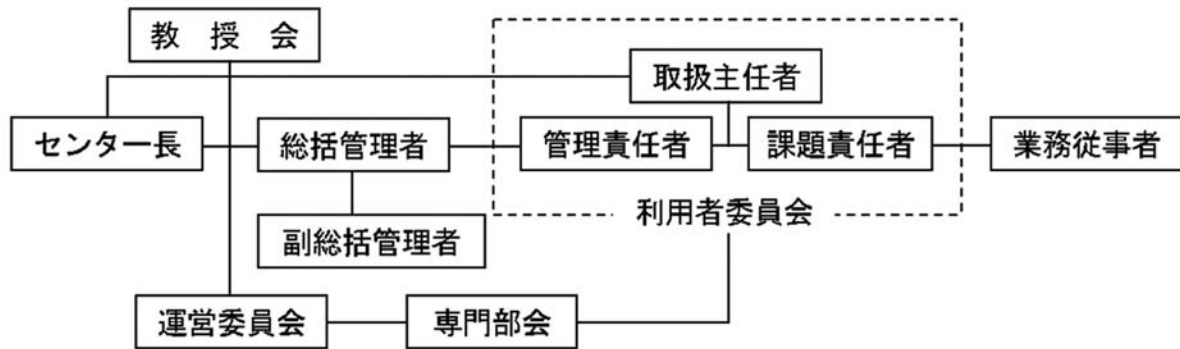 教　授　会
取扱主任者
センター長
総括管理者
管理責任者
課題責任者
業務従事者
利用者委員会
副総括管理者
運営委員会
専門部会